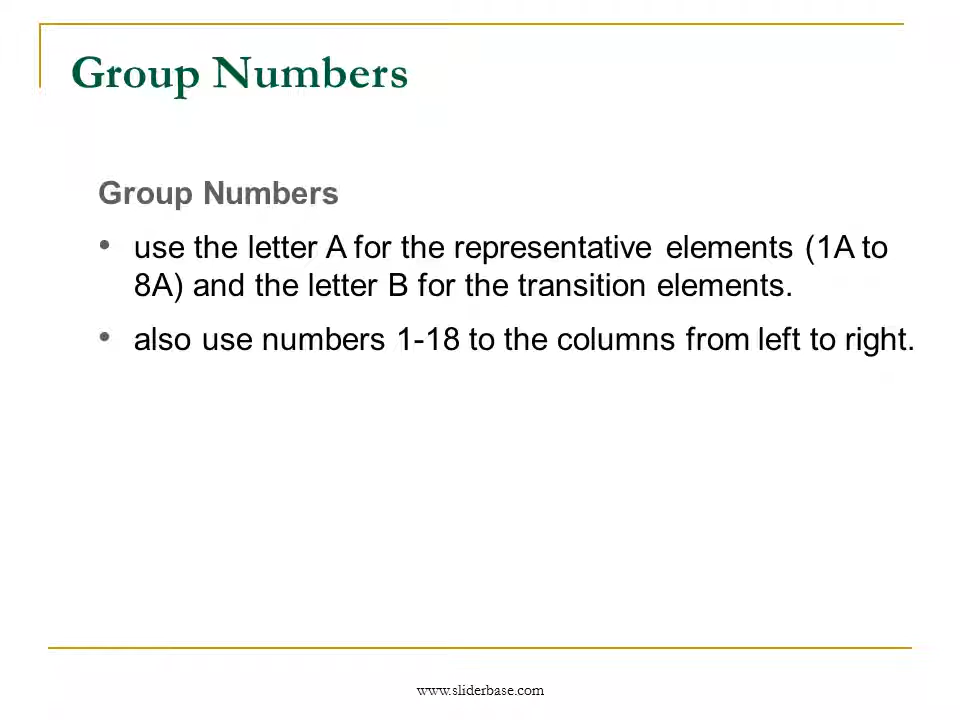 Group Numbers
Group Numbers
• use the letter A for the representative elements (1A to
8A) and the letter B for the transition elements.
• also use numbers 1-18 to the columns from left to right.
www.sliderbase.com